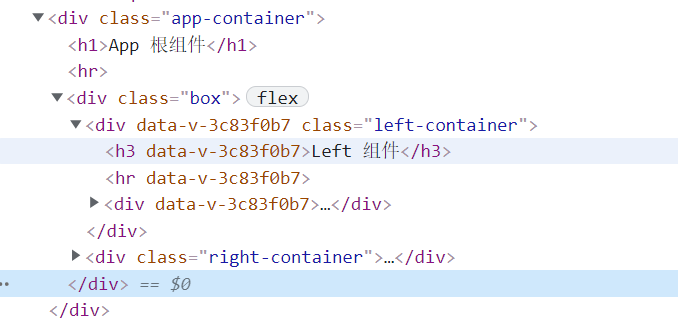 ▼<div class="app-container">
<h1>App 根组件</h1>
<hr>
▼<div class="box"> flex
▼<div data-v-3c83f0b7 class="left-container">
<h3 data-v-3c83f0b7>Left 组件</h3>
<hr data-v-3c83f0b7>
▶<div data-v-3c83f0b7>…</div>
</div>
▶<div class="right-container">…</div>
</div> == $0
</div>